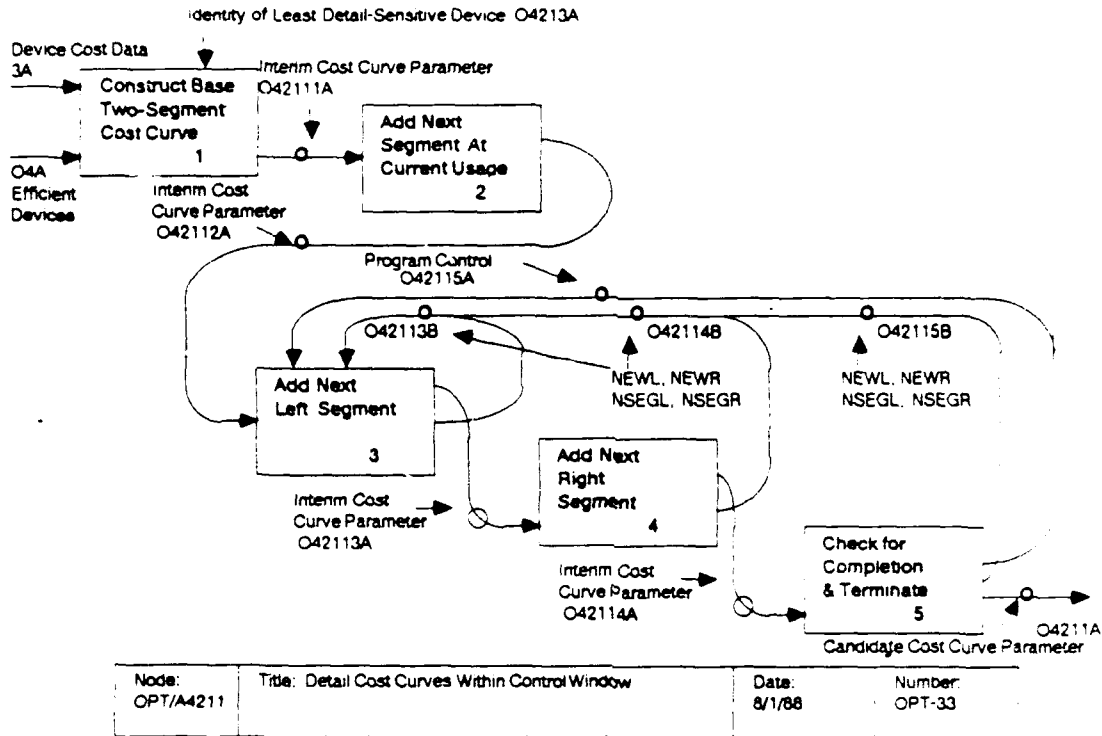 Identity of Least Detail-Sensitive Device O4213A
Device Cost Data
3A
Construct Base
Two-Segment
Cost Curve
1
Interim Cost Curve Parameter
O42111A
Add Next
Segment At
Current Usage
2
O4A
Efficient
Devices
Interim Cost
Curve Parameter
O42112A
Program Control
O42115A
O42113B
O42114B
O42115B
NEWL, NEWR
NSEGL, NSEGR
NEWL, NEWR
NSEGL, NSEGR
Add Next
Left Segment
3
Add Next
Right
Segment
4
Interim Cost
Curve Parameter
O42113A
Interim Cost
Curve Parameter
O42114A
Check for
Completion
& Terminate
5
O4211A
Candidate Cost Curve Parameter
Node:
OPT/A4211
Title: Detail Cost Curves Within Control Window
Date:
8/1/88
Number:
OPT-33